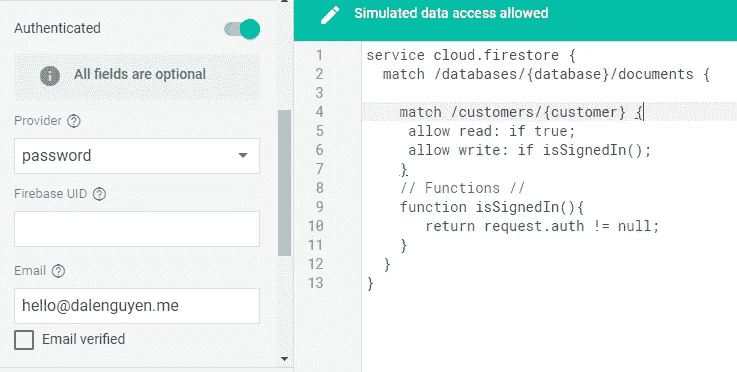 Authenticated
All fields are optional
Provider
password
Firebase UID
Email
hello@dalenguyen.me
Email verified
Simulated data access allowed
1 service cloud.firestore {
2 match /databases/{database}/documents {
3
4 match /customers/{customer} {
5 allow read: if true;
6 allow write: if isSignedIn();
7 }
8 // Functions //
9 function isSignedIn(){
10 return request.auth != null;
11 }
12 }
13 }